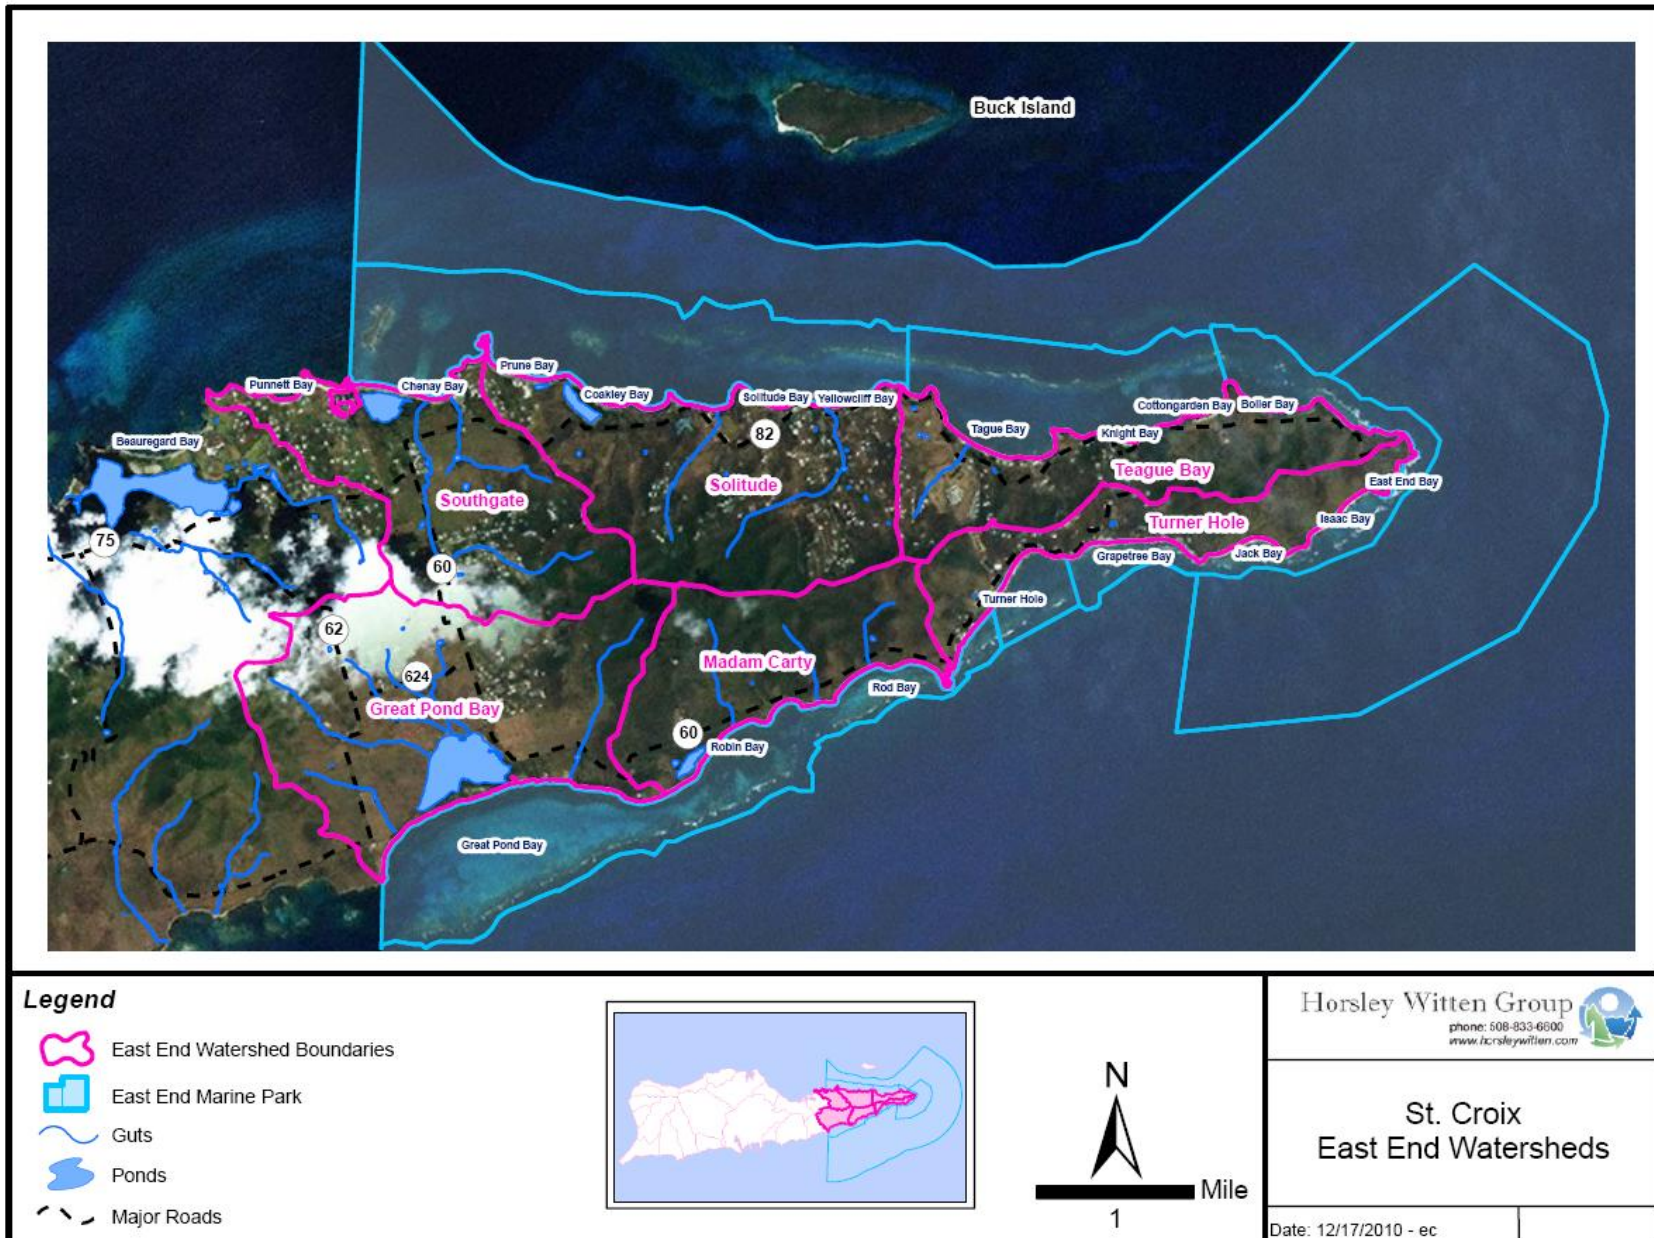 Buck Island
Prune Bay
Punnett Bay
Chenay Bay
Coakley Bay
Solitude Bay
Yellowcliff Bay
Cottongarden Bay
Boiler Bay
Beauregard Bay
82
Tague Bay
Knight Bay
Teague Bay
East End Bay
Southgate
Solitude
Turner Hole
Isaac Bay
75
60
Grapetree Bay
Jack Bay
Turner Hole
62
624
Madam Carty
Rod Bay
Great Pond Bay
60
Robin Bay
Great Pond Bay
Legend
East End Watershed Boundaries
East End Marine Park
Guts
Ponds
Major Roads
N
Mile
1
Horsley Witten Group
phone: 508-833-6600
www.horsleywitten.com
St. Croix
East End Watersheds
Date: 12/17/2010 - ec